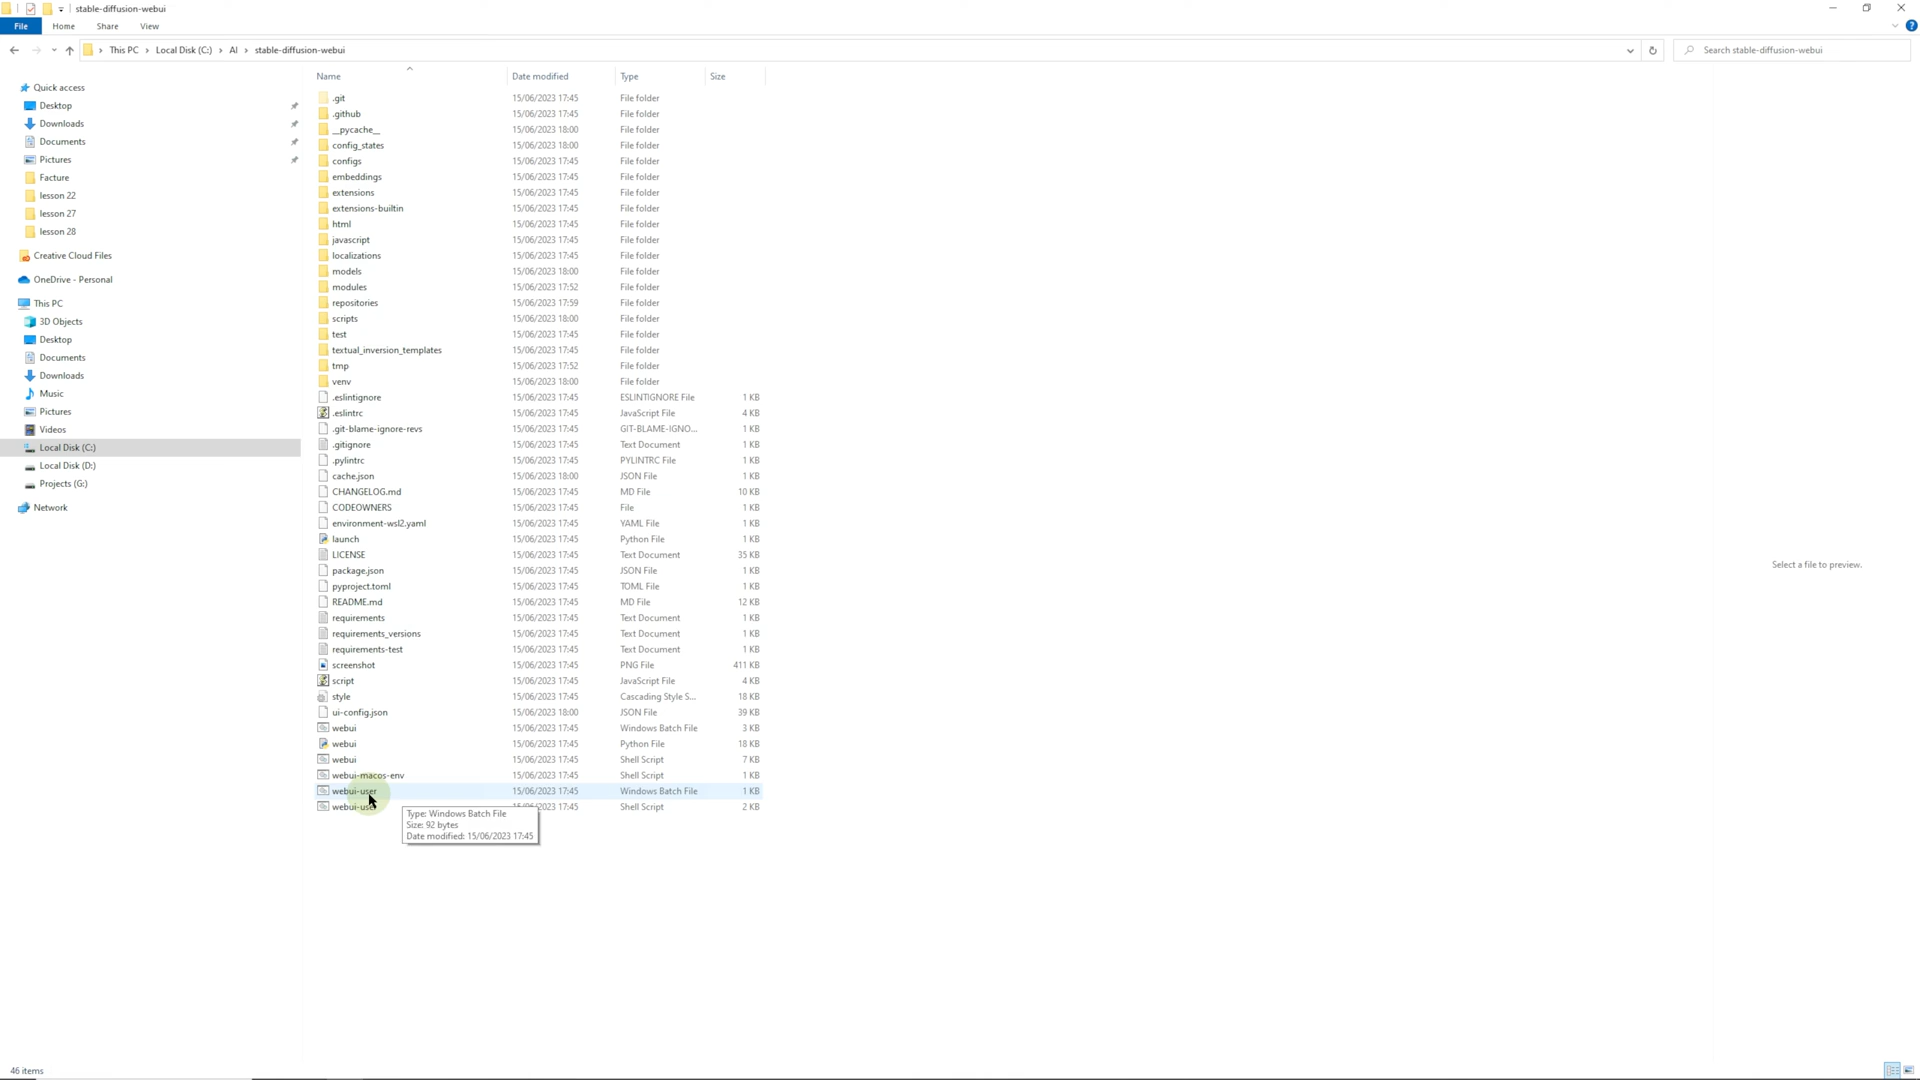 stable-diffusion-webui
File Home Share View
This PC Local Disk (C:) AI stable-diffusion-webui
Search stable-diffusion-webui
Quick access
Desktop
Downloads
Documents
Pictures
Facture
lesson 22
lesson 27
lesson 28
Creative Cloud Files
OneDrive - Personal
This PC
3D Objects
Desktop
Documents
Downloads
Music
Pictures
Videos
Local Disk (C:)
Local Disk (D:)
Projects (G:)
Network
Name Date modified Type Size
.git 15/06/2023 17:45 File folder
.github 15/06/2023 17:45 File folder
__pycache__ 15/06/2023 18:00 File folder
config_states 15/06/2023 18:00 File folder
configs 15/06/2023 17:45 File folder
embeddings 15/06/2023 17:45 File folder
extensions 15/06/2023 17:45 File folder
extensions-builtin 15/06/2023 17:45 File folder
html 15/06/2023 17:45 File folder
javascript 15/06/2023 17:45 File folder
localizations 15/06/2023 17:45 File folder
models 15/06/2023 18:00 File folder
modules 15/06/2023 17:52 File folder
repositories 15/06/2023 17:59 File folder
scripts 15/06/2023 18:00 File folder
test 15/06/2023 17:45 File folder
textual_inversion_templates 15/06/2023 17:45 File folder
tmp 15/06/2023 17:52 File folder
venv 15/06/2023 18:00 File folder
.eslintignore 15/06/2023 17:45 ESLINTIGNORE File 1 KB
.eslintrc 15/06/2023 17:45 JavaScript File 4 KB
.git-blame-ignore-revs 15/06/2023 17:45 GIT-BLAME-IGNO... 1 KB
.gitignore 15/06/2023 17:45 Text Document 1 KB
.pylintrc 15/06/2023 17:45 PYLINTRC File 1 KB
cache.json 15/06/2023 18:00 JSON File 1 KB
CHANGELOG.md 15/06/2023 17:45 MD File 10 KB
CODEOWNERS 15/06/2023 17:45 File 1 KB
environment-wsl2.yaml 15/06/2023 17:45 YAML File 1 KB
launch 15/06/2023 17:45 Python File 1 KB
LICENSE 15/06/2023 17:45 Text Document 35 KB
package.json 15/06/2023 17:45 JSON File 1 KB
pyproject.toml 15/06/2023 17:45 TOML File 1 KB
README.md 15/06/2023 17:45 MD File 12 KB
requirements 15/06/2023 17:45 Text Document 1 KB
requirements_versions 15/06/2023 17:45 Text Document 1 KB
requirements-test 15/06/2023 17:45 Text Document 1 KB
screenshot 15/06/2023 17:45 PNG File 411 KB
script 15/06/2023 17:45 JavaScript File 4 KB
style 15/06/2023 17:45 Cascading Style S... 18 KB
ui-config.json 15/06/2023 18:00 JSON File 39 KB
webui 15/06/2023 17:45 Windows Batch File 3 KB
webui 15/06/2023 17:45 Python File 18 KB
webui 15/06/2023 17:45 Shell Script 7 KB
webui-macos-env 15/06/2023 17:45 Shell Script 1 KB
webui-user 15/06/2023 17:45 Windows Batch File 1 KB
webui-user 15/06/2023 17:45 Shell Script 2 KB
Type: Windows Batch File
Size: 92 bytes
Date modified: 15/06/2023 17:45
Select a file to preview.
46 items